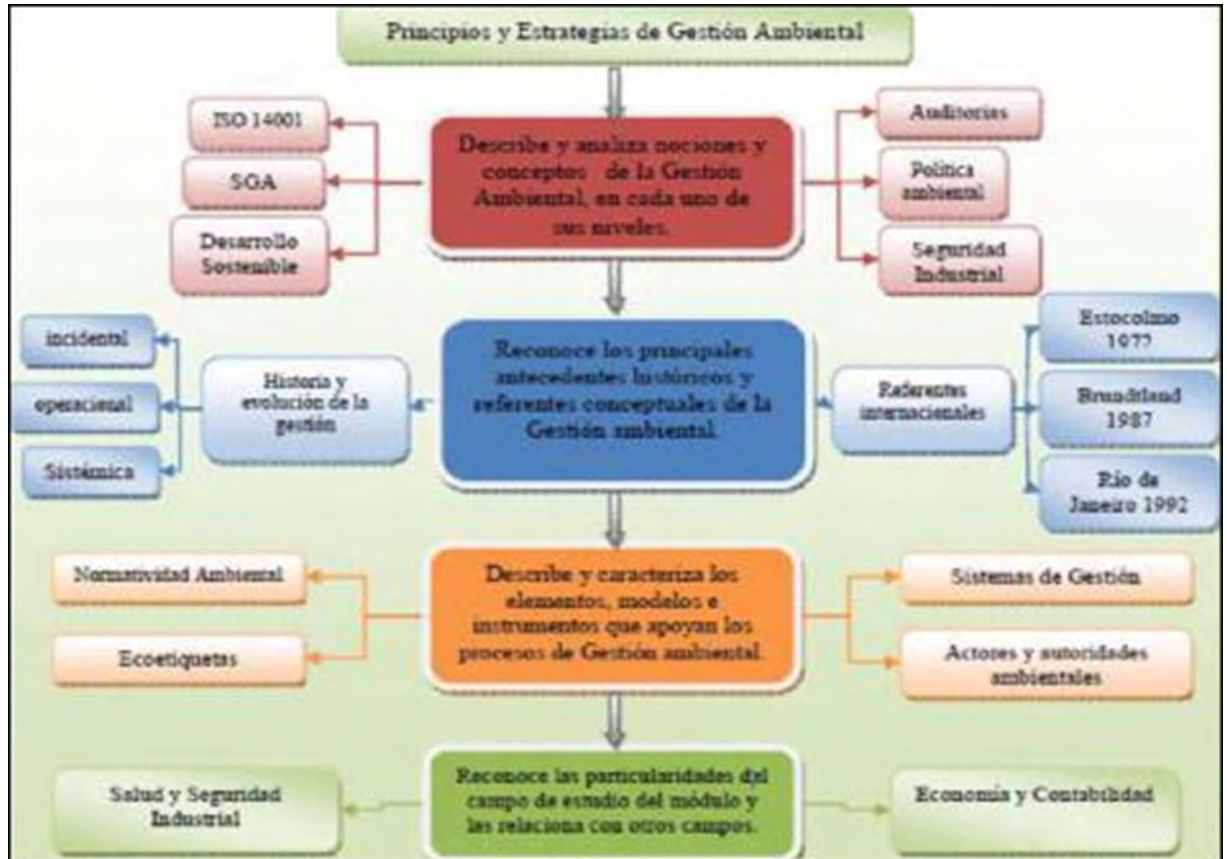 Principios y Estrategias de Gestión Ambiental
ISO 14001
SGA
Desarrollo
Sostenible
Describe y analiza nociones y
conceptos de la Gestión
Ambiental, en cada uno de
sus niveles.
Auditorías
Política
ambiental
Seguridad
Industrial
incidental
operacional
Sistémica
Historia y
evolución de la
gestión
Reconoce los principales
antecedentes históricos y
referentes conceptuales de la
Gestión ambiental.
Referentes
internacionales
Estocolmo
Brundtland
1987
Río de
Janeiro 1992
Normatividad Ambiental
Ecoetiquetas
Describe y caracteriza los
elementos, modelos e
instrumentos que apoyan los
procesos de Gestión ambiental.
Sistemas de Gestión
Actores y autoridades
ambientales
Salud y Seguridad
Industrial
Reconoce las particularidades del
campo de estudio del módulo y
las relaciona con otros campos.
Economía y Contabilidad